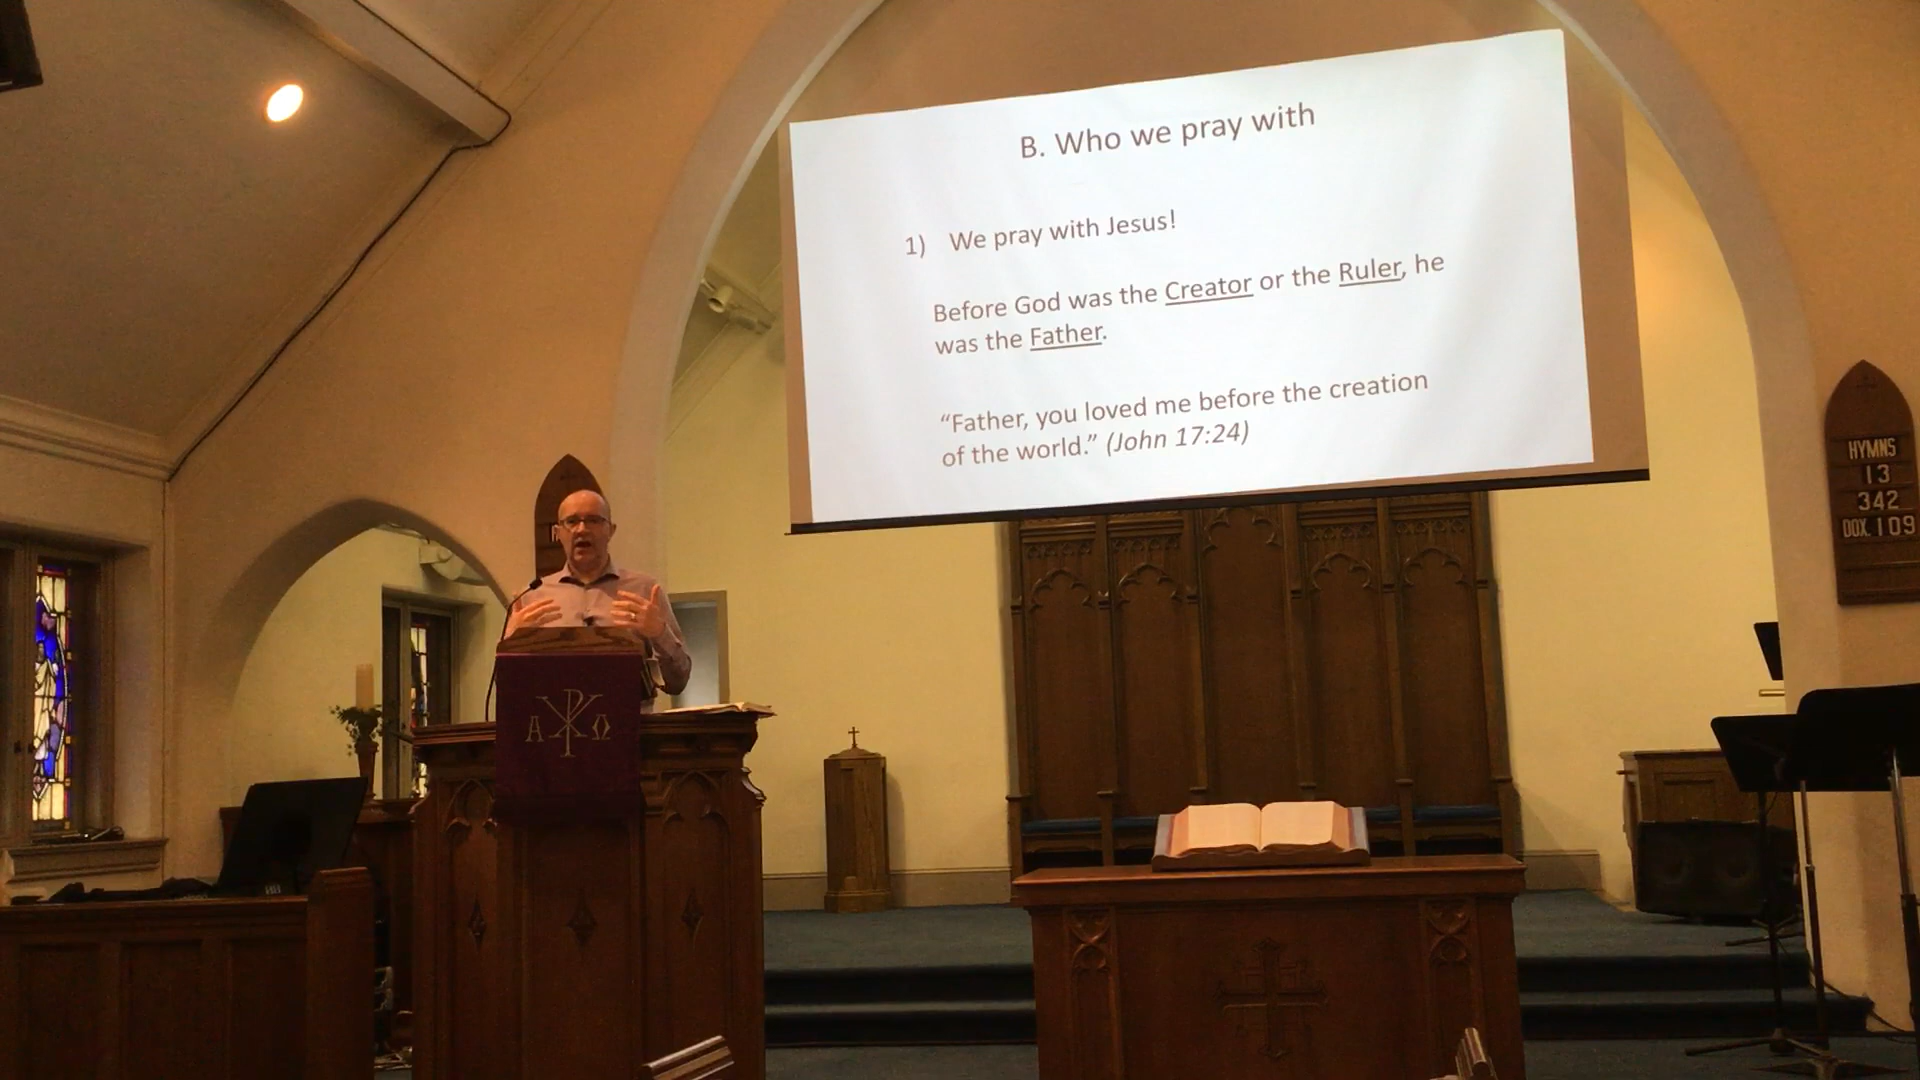 B. Who we pray with
1) We pray with Jesus!
Before God was the Creator or the Ruler, he
was the Father.
“Father, you loved me before the creation
of the world.” (John 17:24)
HYMNS
13
342
DOX. 109
Α Ω